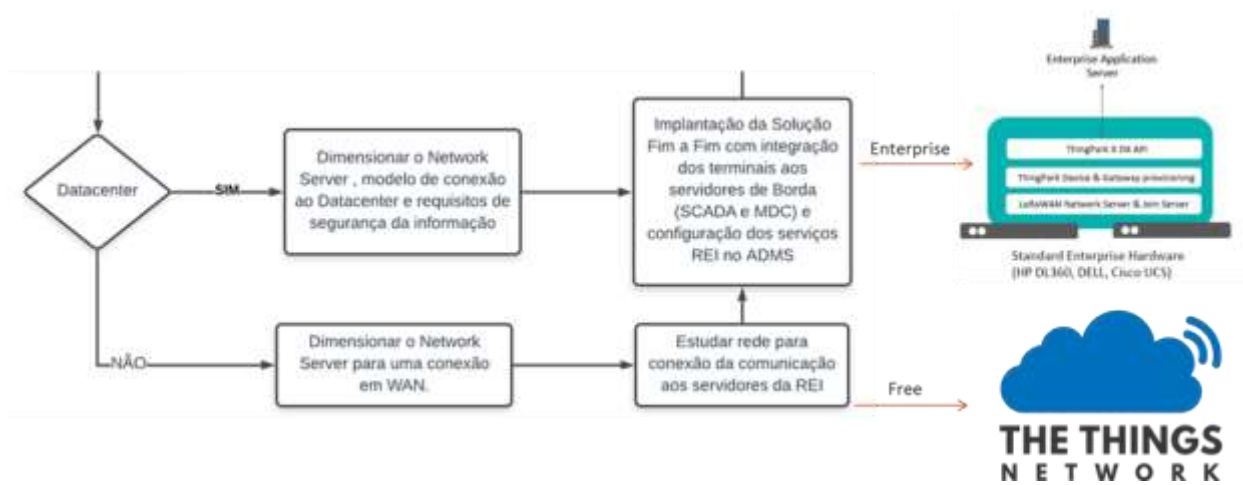 Datacenter
SIM
Dimensionar o Network
Server , modelo de conexão
ao Datacenter e requisitos de
segurança da informação
Implantação da Solução
Fim a Fim com integração
dos terminais aos
servidores de Borda
(SCADA e MDC) e
configuração dos serviços
REI no ADMS
Enterprise
Enterprise Application
Server
ThingPark X DX API
ThingPark Device & Gateway provisioning
LoRaWAN Network Server & Join Server
Standard Enterprise Hardware
(HP DL360, DELL, Cisco UCS)
NÃO
Dimensionar o Network
Server para uma conexão
em WAN.
Estudar rede para
conexão da comunicação
aos servidores da REI
Free
THE THINGS
NETWORK